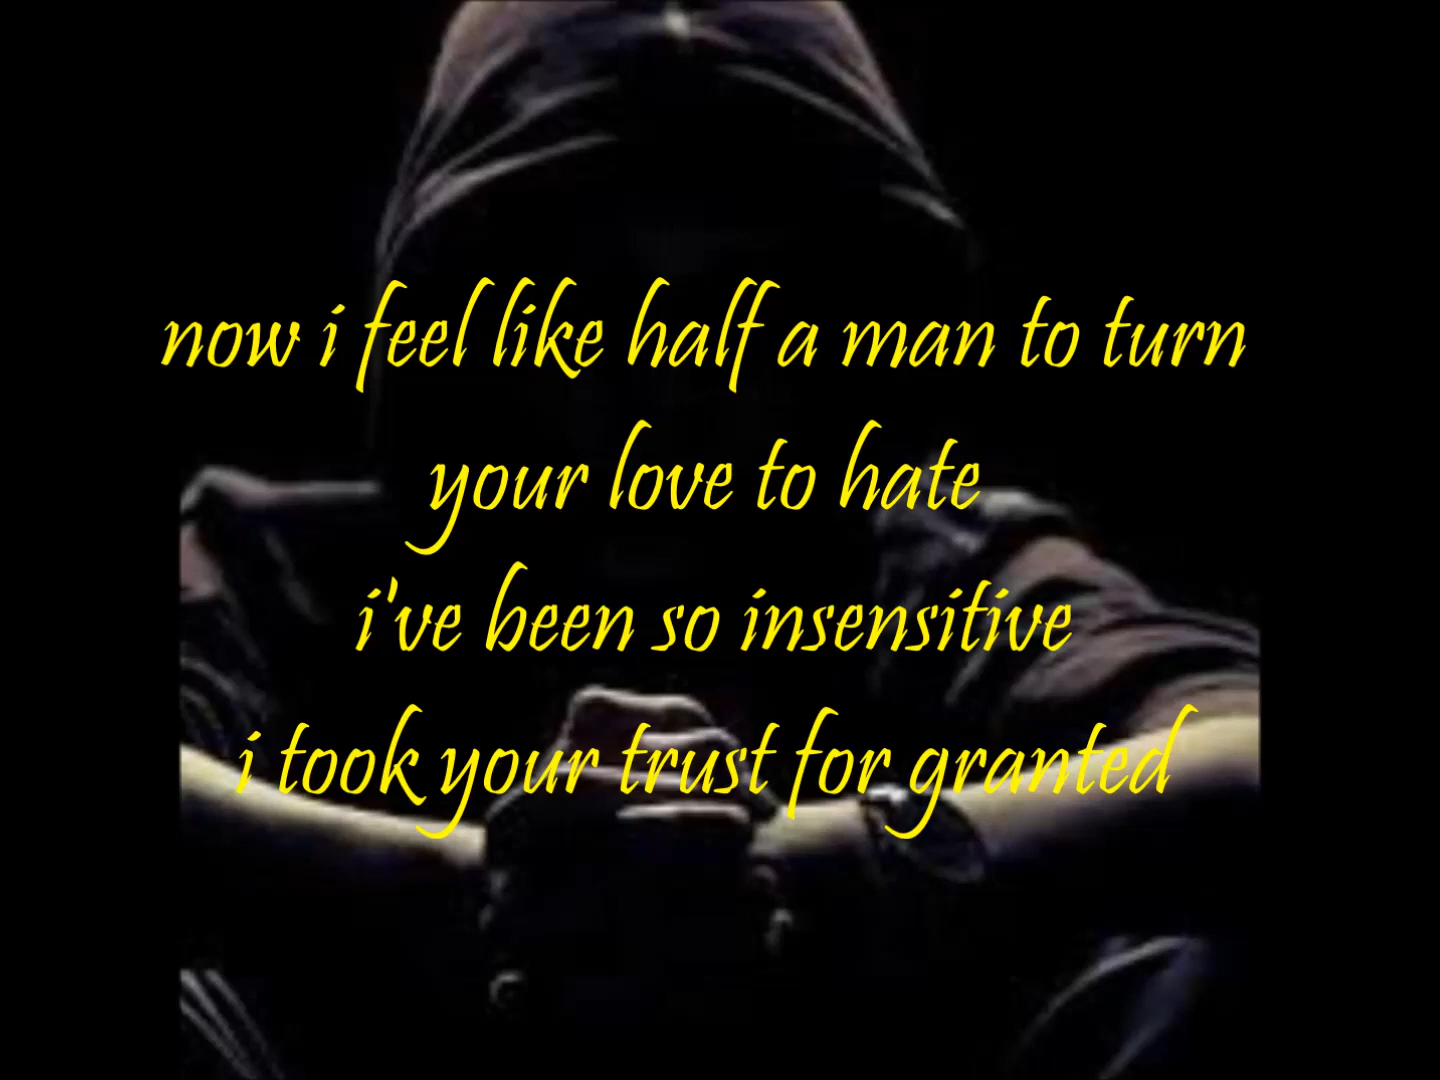 now i feel like half a man to turn
your love to hate
i've been so insensitive
i took your trust for granted